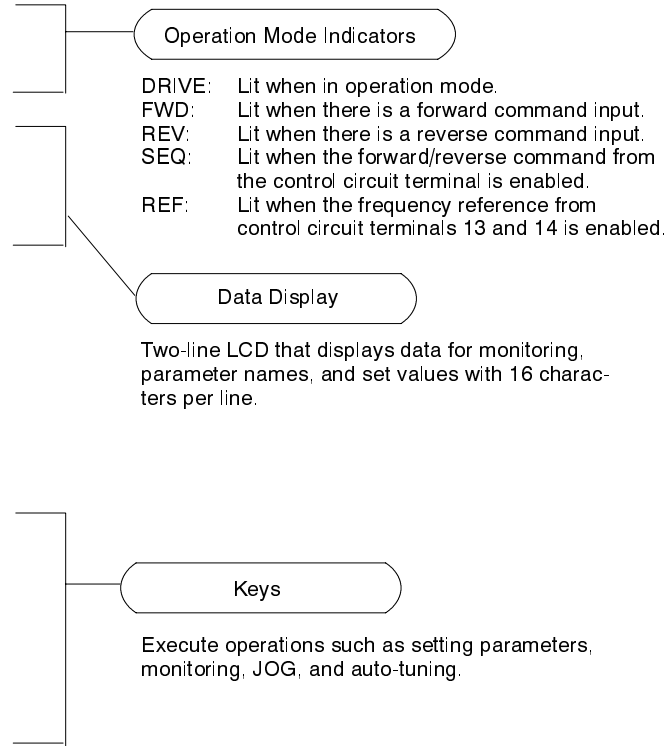 Operation Mode Indicators
DRIVE: Lit when in operation mode.
FWD: Lit when there is a forward command input.
REV: Lit when there is a reverse command input.
SEQ: Lit when the forward/reverse command from
the control circuit terminal is enabled.
REF: Lit when the frequency reference from
control circuit terminals 13 and 14 is enabled.
Data Display
Two-line LCD that displays data for monitoring,
parameter names, and set values with 16 charac-
ters per line.
Keys
Execute operations such as setting parameters,
monitoring, JOG, and auto-tuning.